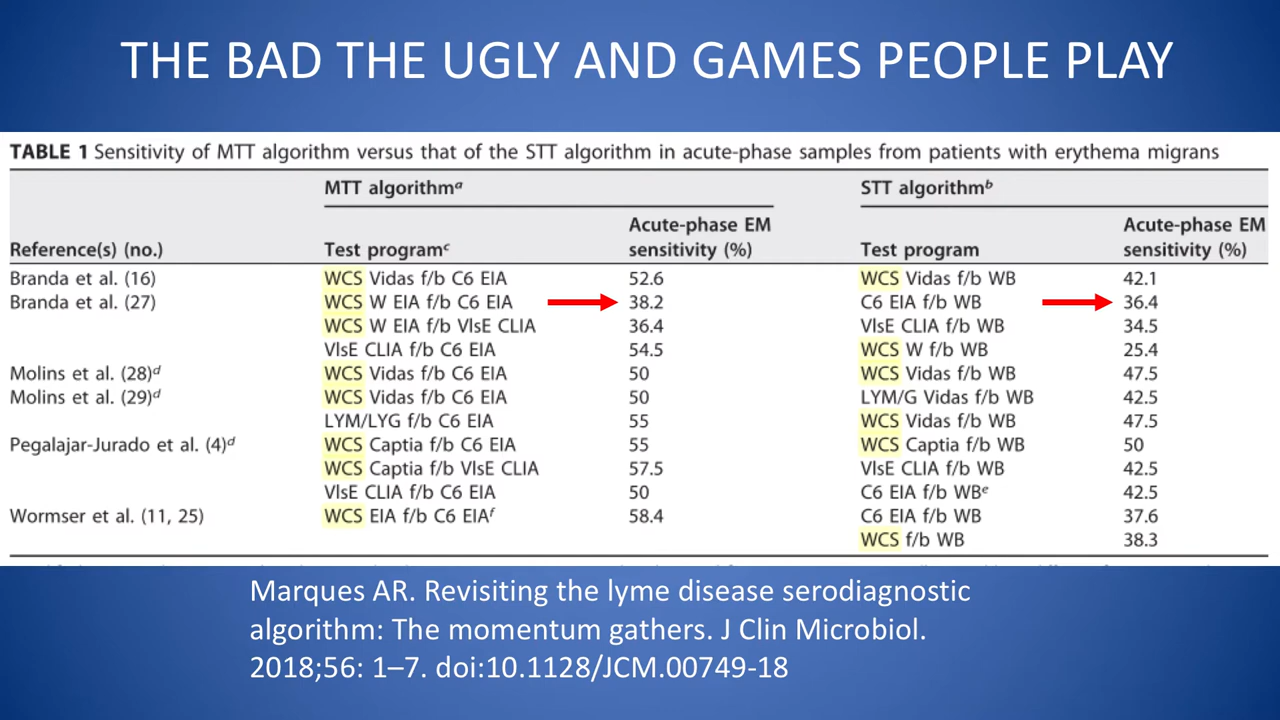 THE BAD THE UGLY AND GAMES PEOPLE PLAY
TABLE 1 Sensitivity of MTT algorithm versus that of the STT algorithm in acute-phase samples from patients with erythema migrans
MTT algorithmᵃ STT algorithmᵇ
Acute-phase EM Acute-phase EM
Reference(s) (no.) Test programᶜ sensitivity (%) Test program sensitivity (%)
Branda et al. (16) WCS Vidas f/b C6 EIA 52.6 WCS Vidas f/b WB 42.1
Branda et al. (27) WCS W EIA f/b C6 EIA 38.2 C6 EIA f/b WB 36.4
WCS W EIA f/b VlsE CLIA 36.4 VlsE CLIA f/b WB 34.5
VlsE CLIA f/b C6 EIA 54.5 WCS W f/b WB 25.4
Molins et al. (28)ᵈ WCS Vidas f/b C6 EIA 50 WCS Vidas f/b WB 47.5
Molins et al. (29)ᵈ WCS Vidas f/b C6 EIA 50 LYM/G Vidas f/b WB 42.5
LYM/LYG f/b C6 EIA 55 WCS Vidas f/b WB 47.5
Pegalajar-Jurado et al. (4)ᵈ WCS Captia f/b C6 EIA 55 WCS Captia f/b WB 50
WCS Captia f/b VlsE CLIA 57.5 VlsE CLIA f/b WB 42.5
VlsE CLIA f/b C6 EIA 50 C6 EIA f/b WBᵉ 42.5
Wormser et al. (11, 25) WCS EIA f/b C6 EIAᶠ 58.4 C6 EIA f/b WB 37.6
WCS f/b WB 38.3
Marques AR. Revisiting the lyme disease serodiagnostic
algorithm: The momentum gathers. J Clin Microbiol.
2018;56: 1–7. doi:10.1128/JCM.00749-18